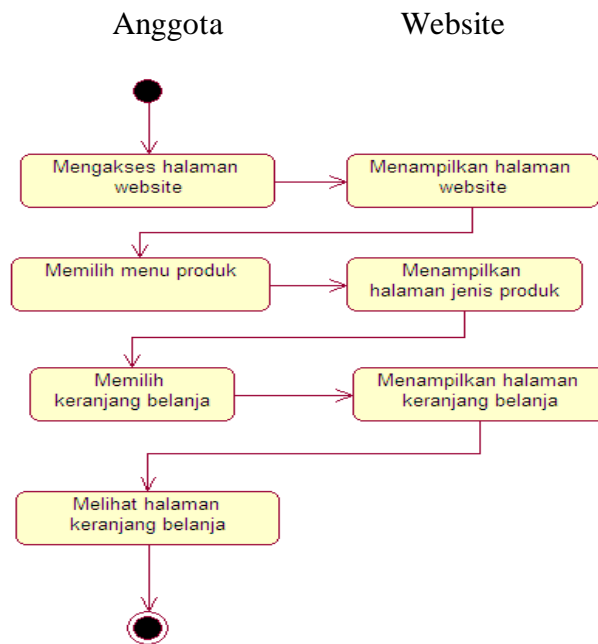 Anggota
Website
Mengakses halaman
website
Menampilkan halaman
website
Memilih menu produk
Menampilkan
halaman jenis produk
Memilih
keranjang belanja
Menampilkan halaman
keranjang belanja
Melihat halaman
keranjang belanja